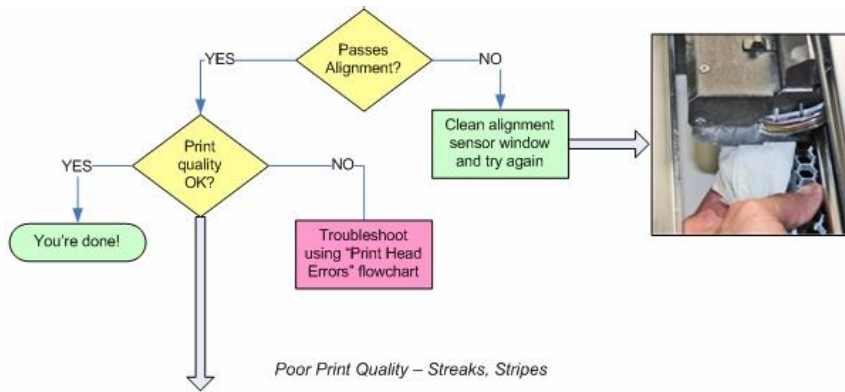 Passes
Alignment?
YES
NO
Clean alignment
sensor window
and try again
Print
quality
OK?
YES
NO
You're done!
Troubleshoot
using “Print Head
Errors” flowchart
Poor Print Quality – Streaks, Stripes